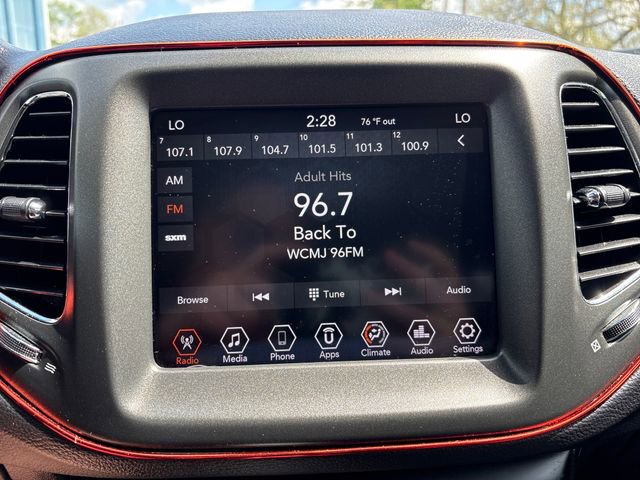 LO 2:28 76 °F out LO
7 107.1 8 107.9 9 104.7 10 101.5 11 101.3 12 100.9
AM
FM
sxm
Adult Hits
96.7
Back To
WCMJ 96FM
Browse Tune Audio
Radio Media Phone Apps Climate Audio Settings